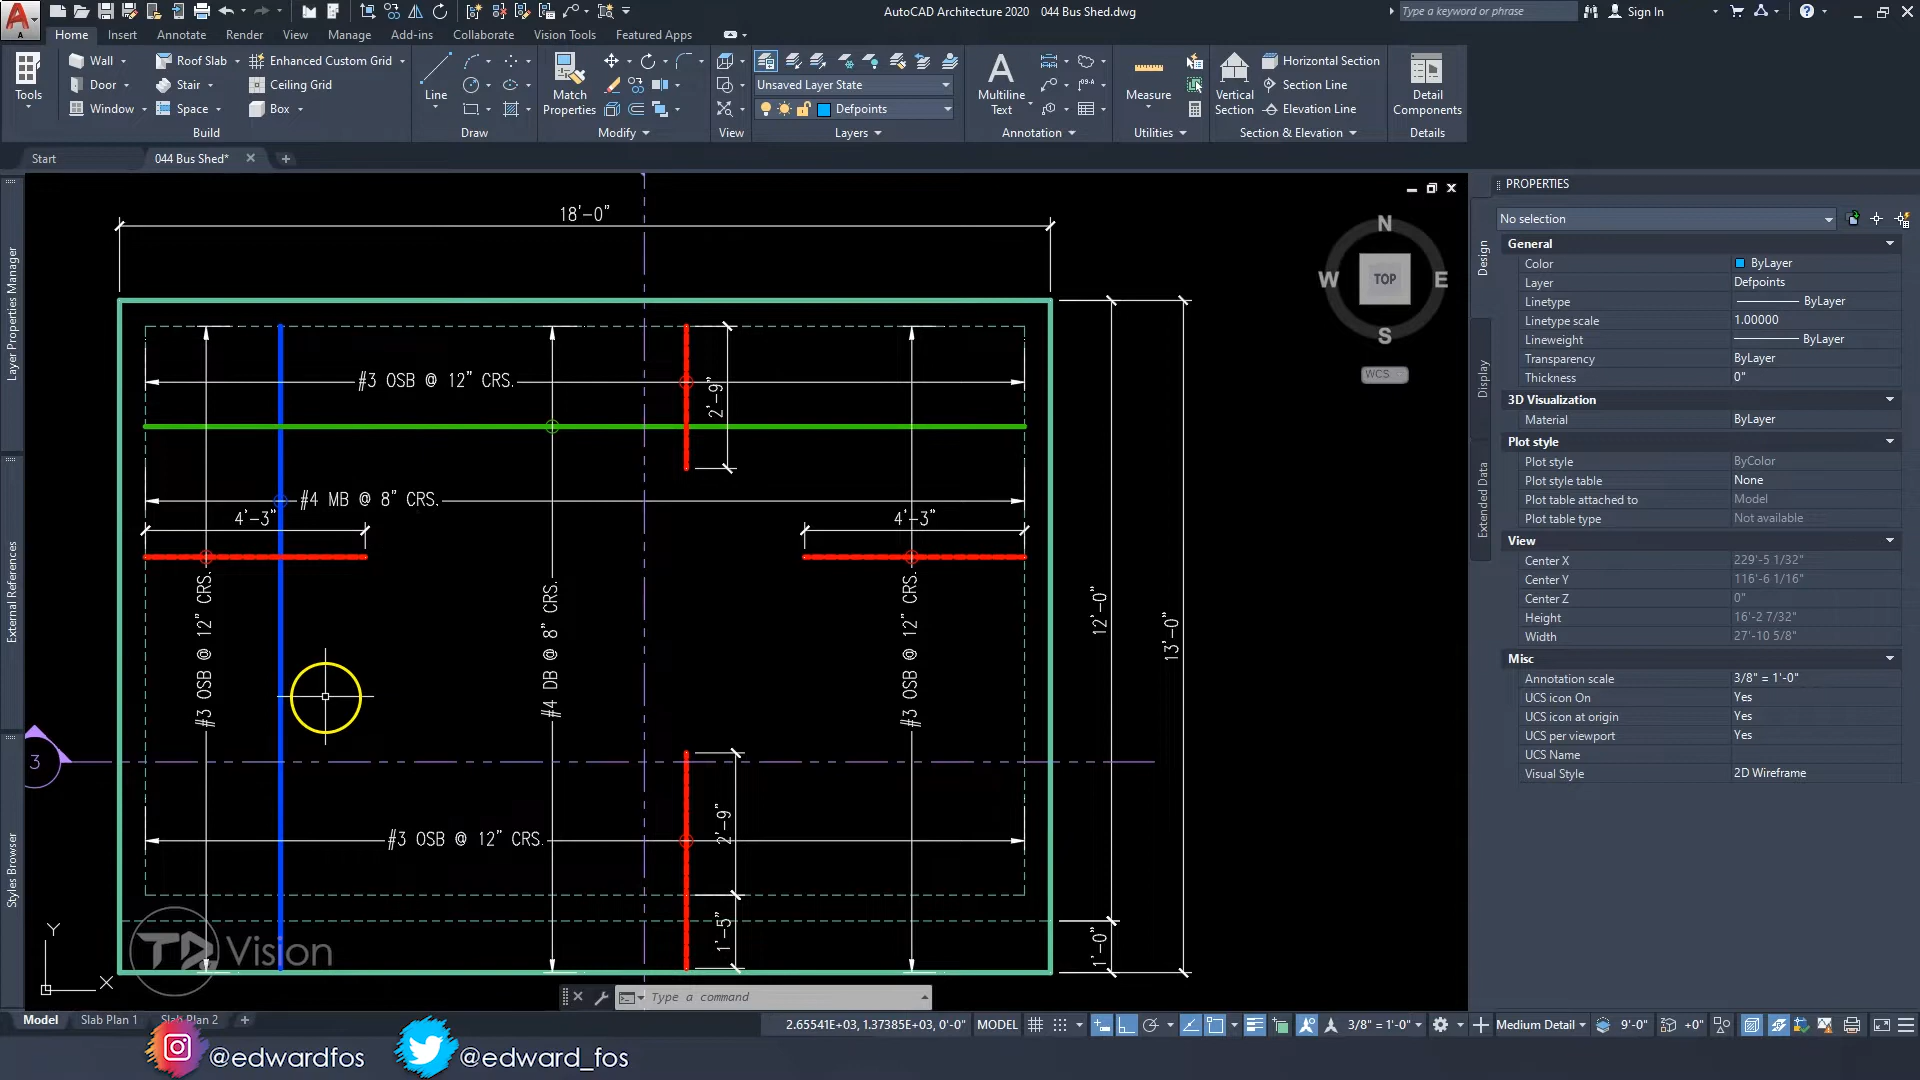 AutoCAD Architecture 2020 044 Bus Shed.dwg
Type a keyword or phrase
Sign In
Home Insert Annotate Render View Manage Add-ins Collaborate Vision Tools Featured Apps
Tools
Wall
Door
Window
Roof Slab
Stair
Space
Enhanced Custom Grid
Ceiling Grid
Box
Build
Line
Draw
Match
Properties
Modify
View
Unsaved Layer State
Defpoints
Layers
Multiline
Text
Annotation
Measure
Utilities
Vertical
Section
Horizontal Section
Section Line
Elevation Line
Section & Elevation
Detail
Components
Details
Start
044 Bus Shed*
Layer Properties Manager
External References
Styles Browser
18'-0"
#3 OSB @ 12" CRS.
2'-9"
#4 MB @ 8" CRS.
4'-3"
4'-3"
#3 OSB @ 12" CRS.
#4 DB @ 8" CRS.
#3 OSB @ 12" CRS.
12'-0"
13'-0"
3
#3 OSB @ 12" CRS.
2'-9"
1'-5"
1'-0"
N
W TOP E
S
WCS
Y
X
TD Vision
Type a command
PROPERTIES
No selection
Design
Display
Extended Data
General
Color ByLayer
Layer Defpoints
Linetype ByLayer
Linetype scale 1.00000
Lineweight ByLayer
Transparency ByLayer
Thickness 0"
3D Visualization
Material ByLayer
Plot style
Plot style ByColor
Plot style table None
Plot table attached to Model
Plot table type Not available
View
Center X 229'-5 1/32"
Center Y 116'-6 1/16"
Center Z 0"
Height 16'-2 7/32"
Width 27'-10 5/8"
Misc
Annotation scale 3/8" = 1'-0"
UCS icon On Yes
UCS icon at origin Yes
UCS per viewport Yes
UCS Name
Visual Style 2D Wireframe
Model Slab Plan 1 Slab Plan 2
2.65541E+03, 1.37385E+03, 0'-0" MODEL
3/8" = 1'-0"
Medium Detail
9'-0"
+0"
@edwardfos
@edward_fos